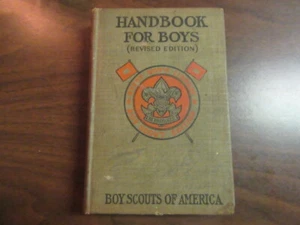 HANDBOOK
FOR BOYS
(REVISED EDITION)
BOY SCOUTS OF AMERICA